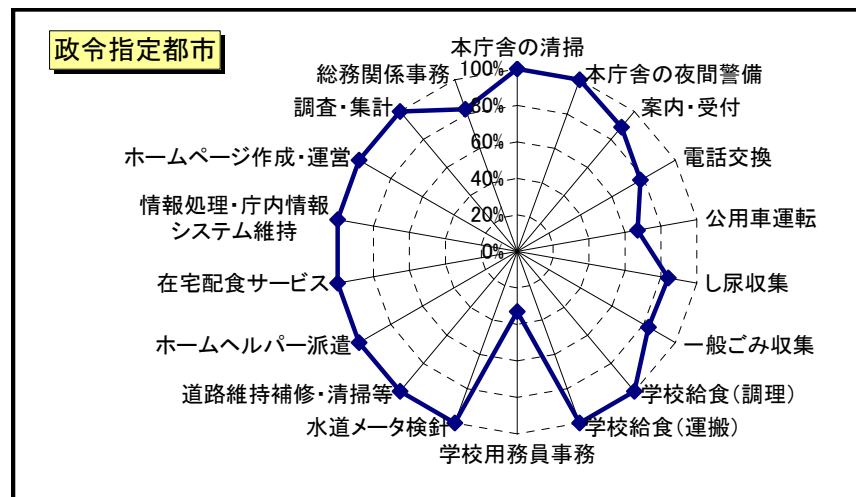 政令指定都市
本庁舎の清掃
本庁舎の夜間警備
案内・受付
電話交換
公用車運転
し尿収集
一般ごみ収集
学校給食(調理)
学校給食(運搬)
学校用務員事務
水道メータ検針
道路維持補修・清掃等
ホームヘルパー派遣
在宅配食サービス
情報処理・庁内情報
システム維持
ホームページ作成・運営
調査・集計
総務関係事務
100%
80%
60%
40%
20%
0%